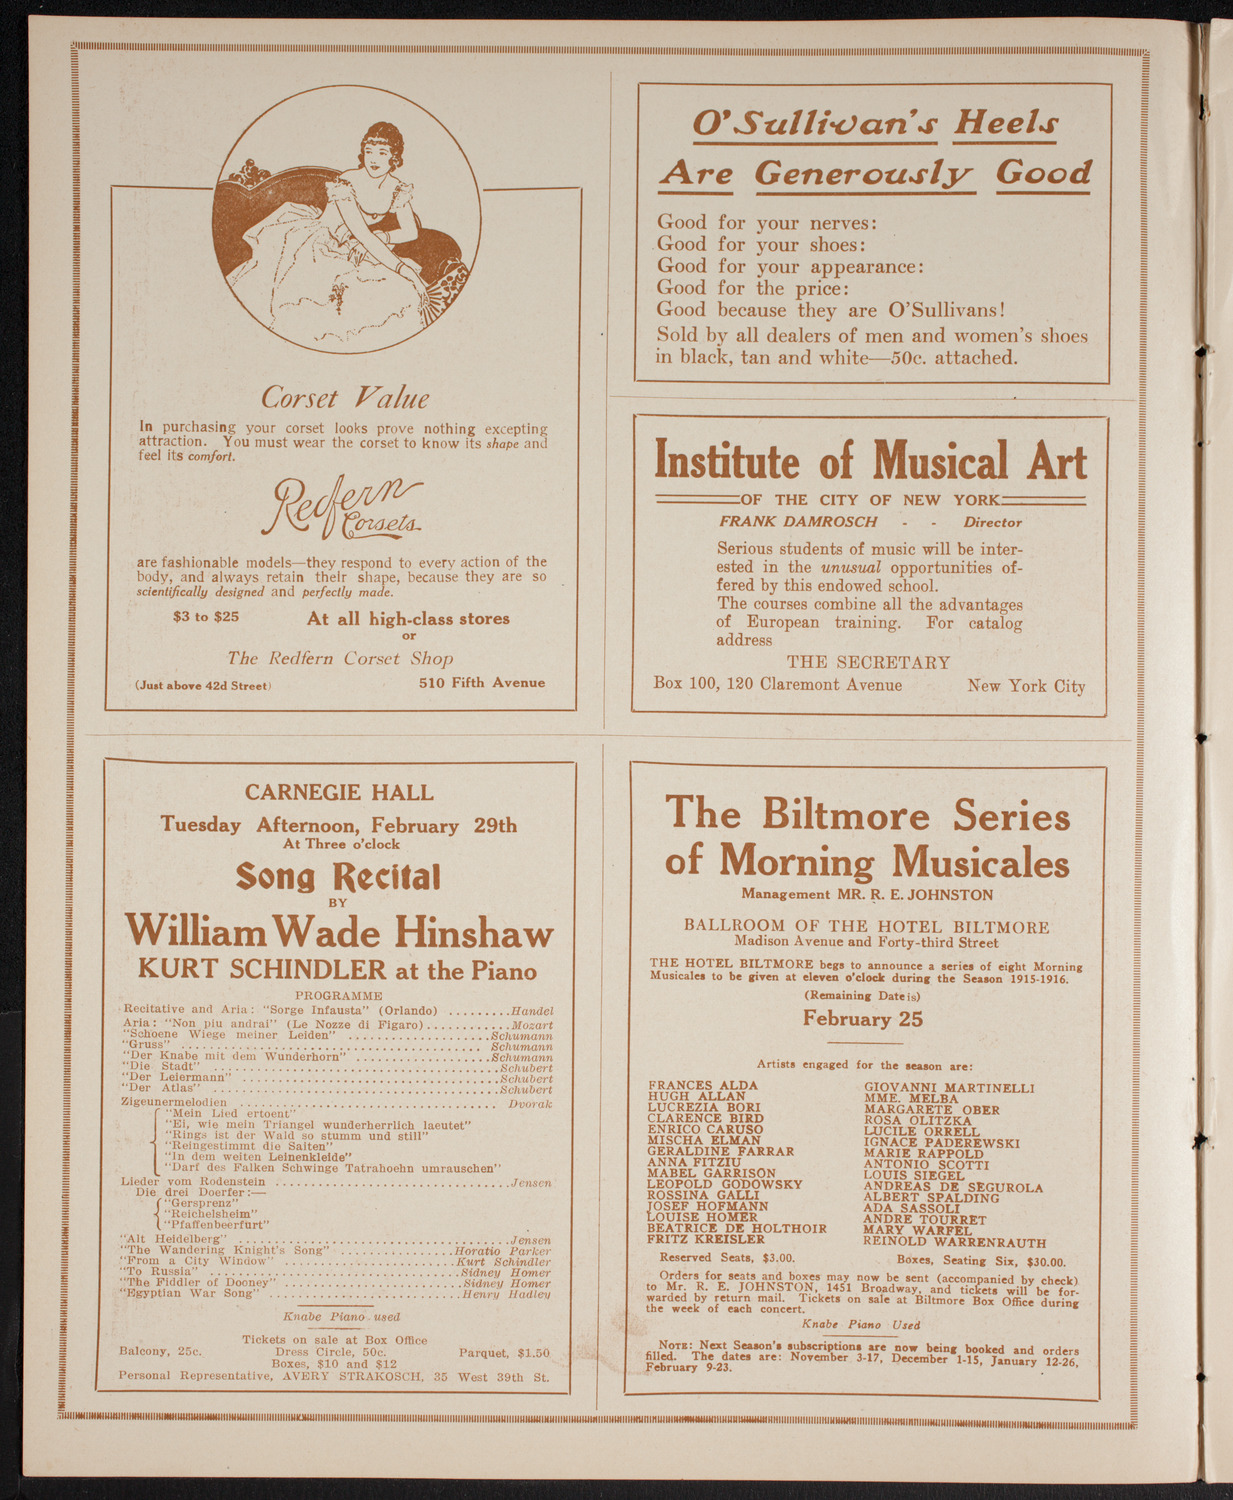 Corset Value
In purchasing your corset looks prove nothing excepting
attraction. You must wear the corset to know its shape and
feel its comfort.
Redfern
Corsets
are fashionable models—they respond to every action of the
body, and always retain their shape, because they are so
scientifically designed and perfectly made.
$3 to $25 At all high-class stores
or
The Redfern Corset Shop
(Just above 42d Street) 510 Fifth Avenue
O'Sullivan's Heels
Are Generously Good
Good for your nerves:
Good for your shoes:
Good for your appearance:
Good for the price:
Good because they are O'Sullivans!
Sold by all dealers of men and women's shoes
in black, tan and white—50c. attached.
Institute of Musical Art
OF THE CITY OF NEW YORK
FRANK DAMROSCH - - Director
Serious students of music will be inter-
ested in the unusual opportunities of-
fered by this endowed school.
The courses combine all the advantages
of European training. For catalog
address
THE SECRETARY
Box 100, 120 Claremont Avenue New York City
CARNEGIE HALL
Tuesday Afternoon, February 29th
At Three o'clock
Song Recital
BY
William Wade Hinshaw
KURT SCHINDLER at the Piano
PROGRAMME
Recitative and Aria: "Sorge Infausta" (Orlando) .........Handel
Aria: "Non piu andrai" (Le Nozze di Figaro)............Mozart
"Schoene Wiege meiner Leiden" ...................Schumann
"Gruss" ........................................ Schumann
"Der Knabe mit dem Wunderhorn" ..................Schumann
"Die Stadt" ......................................Schubert
"Der Leiermann" ..................................Schubert
"Der Atlas" ......................................Schubert
Zigeunermelodien .................................. Dvorak
"Mein Lied ertoent"
"Ei, wie mein Triangel wunderherrlich laeutet"
"Rings ist der Wald so stumm und still"
"Reingestimmt die Saiten"
"In dem weiten Leinenkleide"
"Darf des Falken Schwinge Tatrahoehn umrauschen"
Lieder vom Rodenstein ................................Jensen
Die drei Doerfer:—
"Gersprenz"
"Reichelsheim"
"Pfaffenbeerfurt"
"Alt Heidelberg" ......................................Jensen
"The Wandering Knight's Song" ................Horatio Parker
"From a City Window" ........................Kurt Schindler
"To Russia" ...................................Sidney Homer
"The Fiddler of Dooney" .........................Sidney Homer
"Egyptian War Song" ..........................Henry Hadley
Knabe Piano used
Tickets on sale at Box Office
Balcony, 25c. Dress Circle, 50c. Parquet, $1.50
Boxes, $10 and $12
Personal Representative, AVERY STRAKOSCH, 35 West 39th St.
The Biltmore Series
of Morning Musicales
Management MR. R. E. JOHNSTON
BALLROOM OF THE HOTEL BILTMORE
Madison Avenue and Forty-third Street
THE HOTEL BILTMORE begs to announce a series of eight Morning
Musicales to be given at eleven o'clock during the Season 1915-1916.
(Remaining Date is)
February 25
Artists engaged for the season are:
FRANCES ALDA
HUGH ALLAN
LUCREZIA BORI
CLARENCE BIRD
ENRICO CARUSO
MISCHA ELMAN
GERALDINE FARRAR
ANNA FITZIU
MABEL GARRISON
LEOPOLD GODOWSKY
ROSSINA GALLI
JOSEF HOFMANN
LOUISE HOMER
BEATRICE DE HOLTHOIR
FRITZ KREISLER
GIOVANNI MARTINELLI
MME. MELBA
MARGARETE OBER
ROSA OLITZKA
LUCILE ORRELL
IGNACE PADEREWSKI
MARIE RAPPOLD
ANTONIO SCOTTI
LOUIS SIEGEL
ANDREAS DE SEGUROLA
ALBERT SPALDING
ADA SASSOLI
ANDRE TOURRET
MARY WARFEL
REINOLD WARRENRAUTH
Reserved Seats, $3.00. Boxes, Seating Six, $30.00.
Orders for seats and boxes may now be sent (accompanied by check)
to Mr. R. E. JOHNSTON, 1451 Broadway, and tickets will be for-
warded by return mail. Tickets on sale at Biltmore Box Office during
the week of each concert.
Knabe Piano Used
NOTE: Next Season's subscriptions are now being booked and orders
filled. The dates are: November 3-17, December 1-15, January 12-26,
February 9-23.